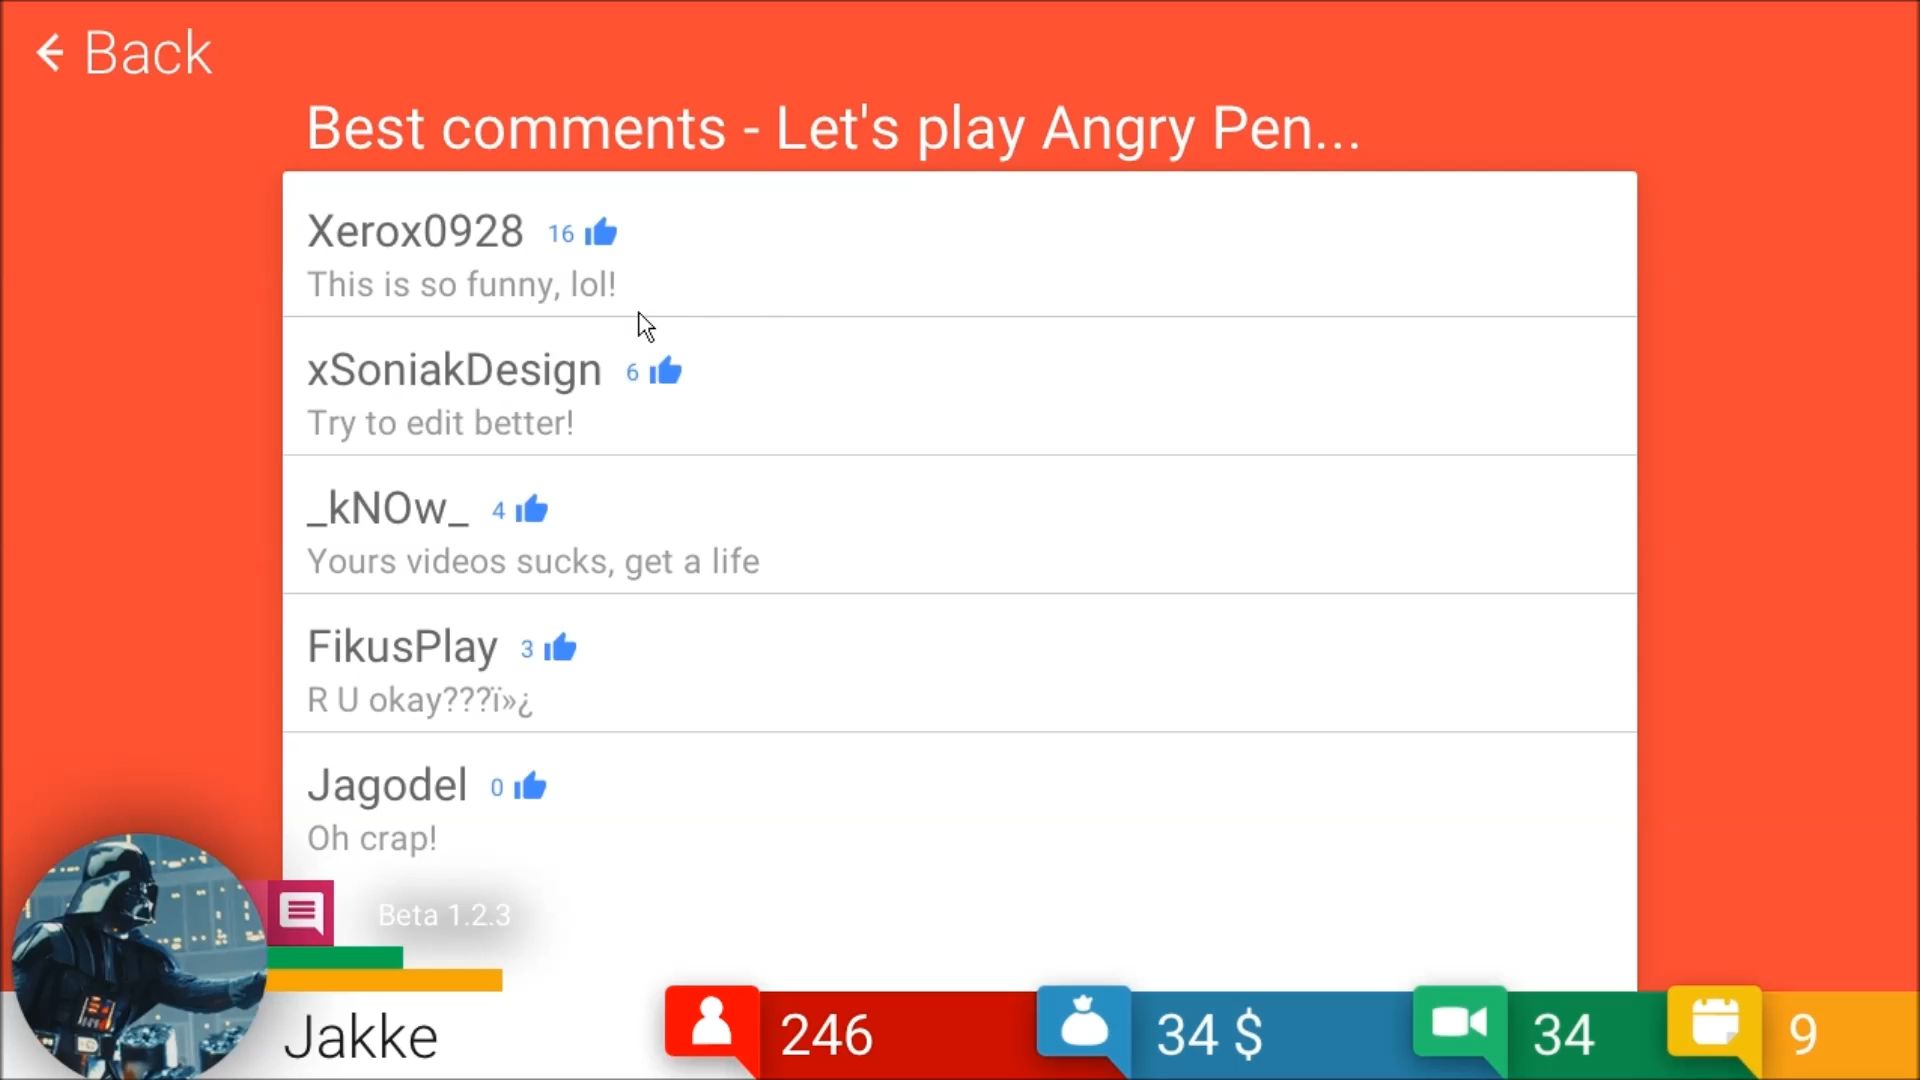 Back
Best comments - Let's play Angry Pen...
Xerox0928 16
This is so funny, lol!
xSoniakDesign 6
Try to edit better!
_kNOw_ 4
Yours videos sucks, get a life
FikusPlay 3
R U okay???ï»¿
Jagodel 0
Oh crap!
Beta 1.2.3
Jakke 246 34 $ 34 9